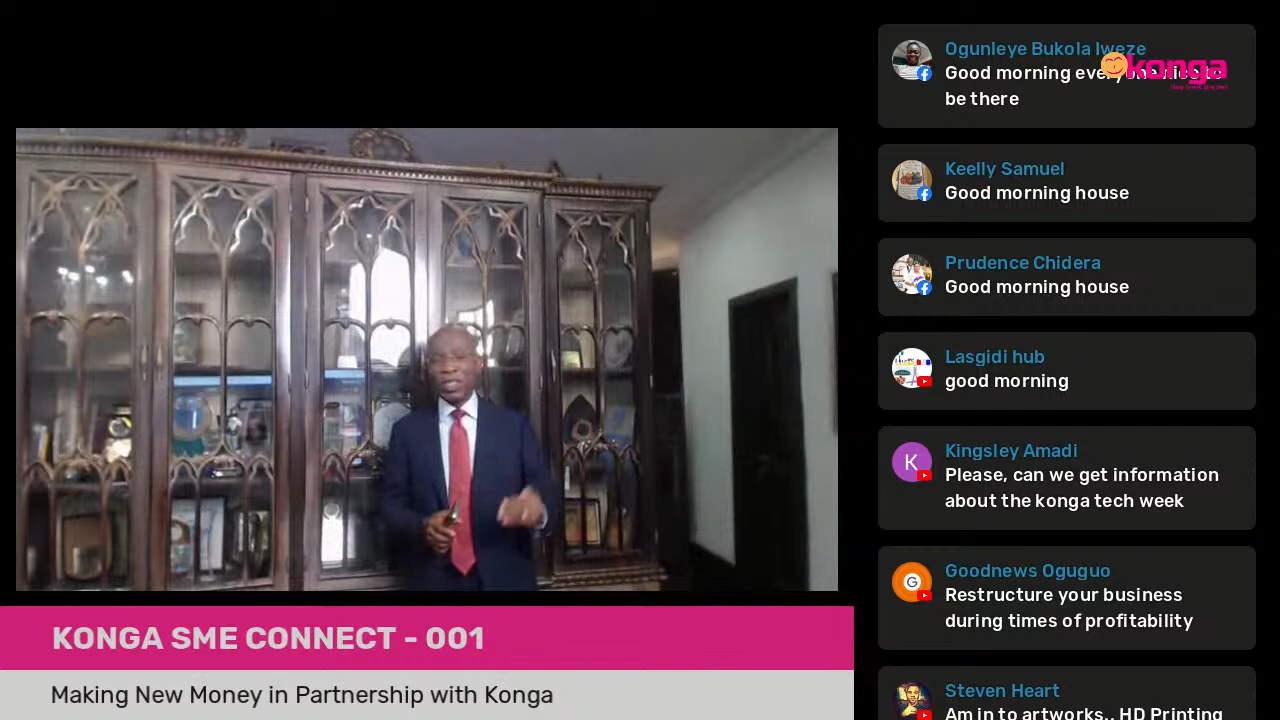 KONGA SME CONNECT - 001
Making New Money in Partnership with Konga
konga
Ogunleye Bukola Iweze
Good morning everyone nice to
be there
Keelly Samuel
Good morning house
Prudence Chidera
Good morning house
Lasgidi hub
good morning
K
Kingsley Amadi
Please, can we get information
about the konga tech week
G
Goodnews Oguguo
Restructure your business
during times of profitability
Steven Heart
Am in to artworks.. HD Printing